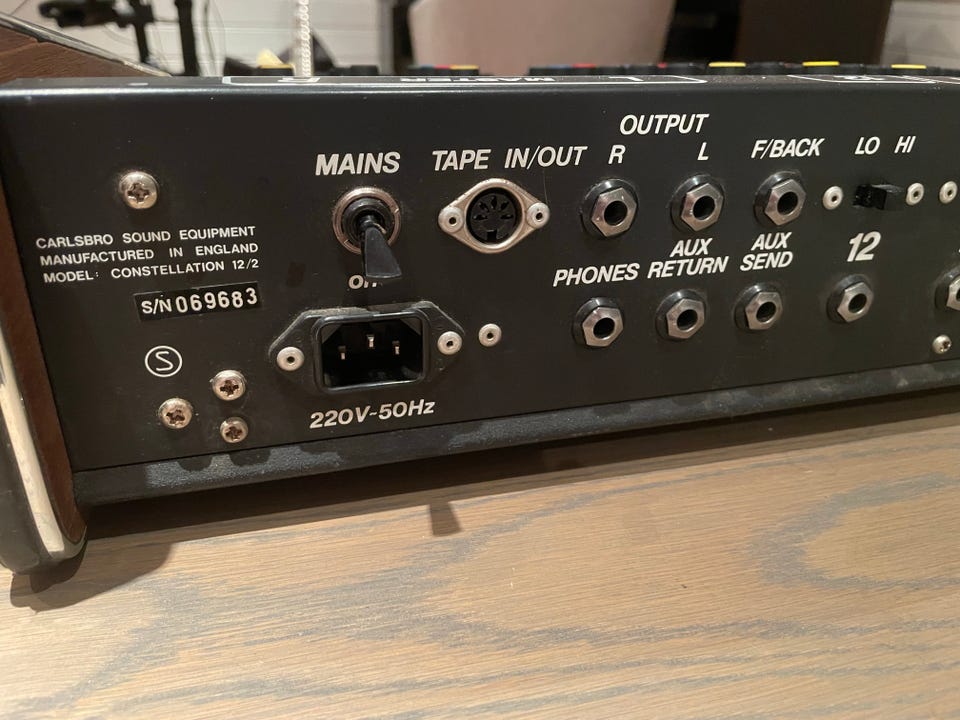 MAINS
TAPE IN/OUT
OUTPUT
R L
F/BACK
LO HI
CARLSBRO SOUND EQUIPMENT
MANUFACTURED IN ENGLAND
MODEL: CONSTELLATION 12/2
S/N 069683
S
on
220V~50Hz
PHONES
AUX
RETURN
AUX
SEND
12